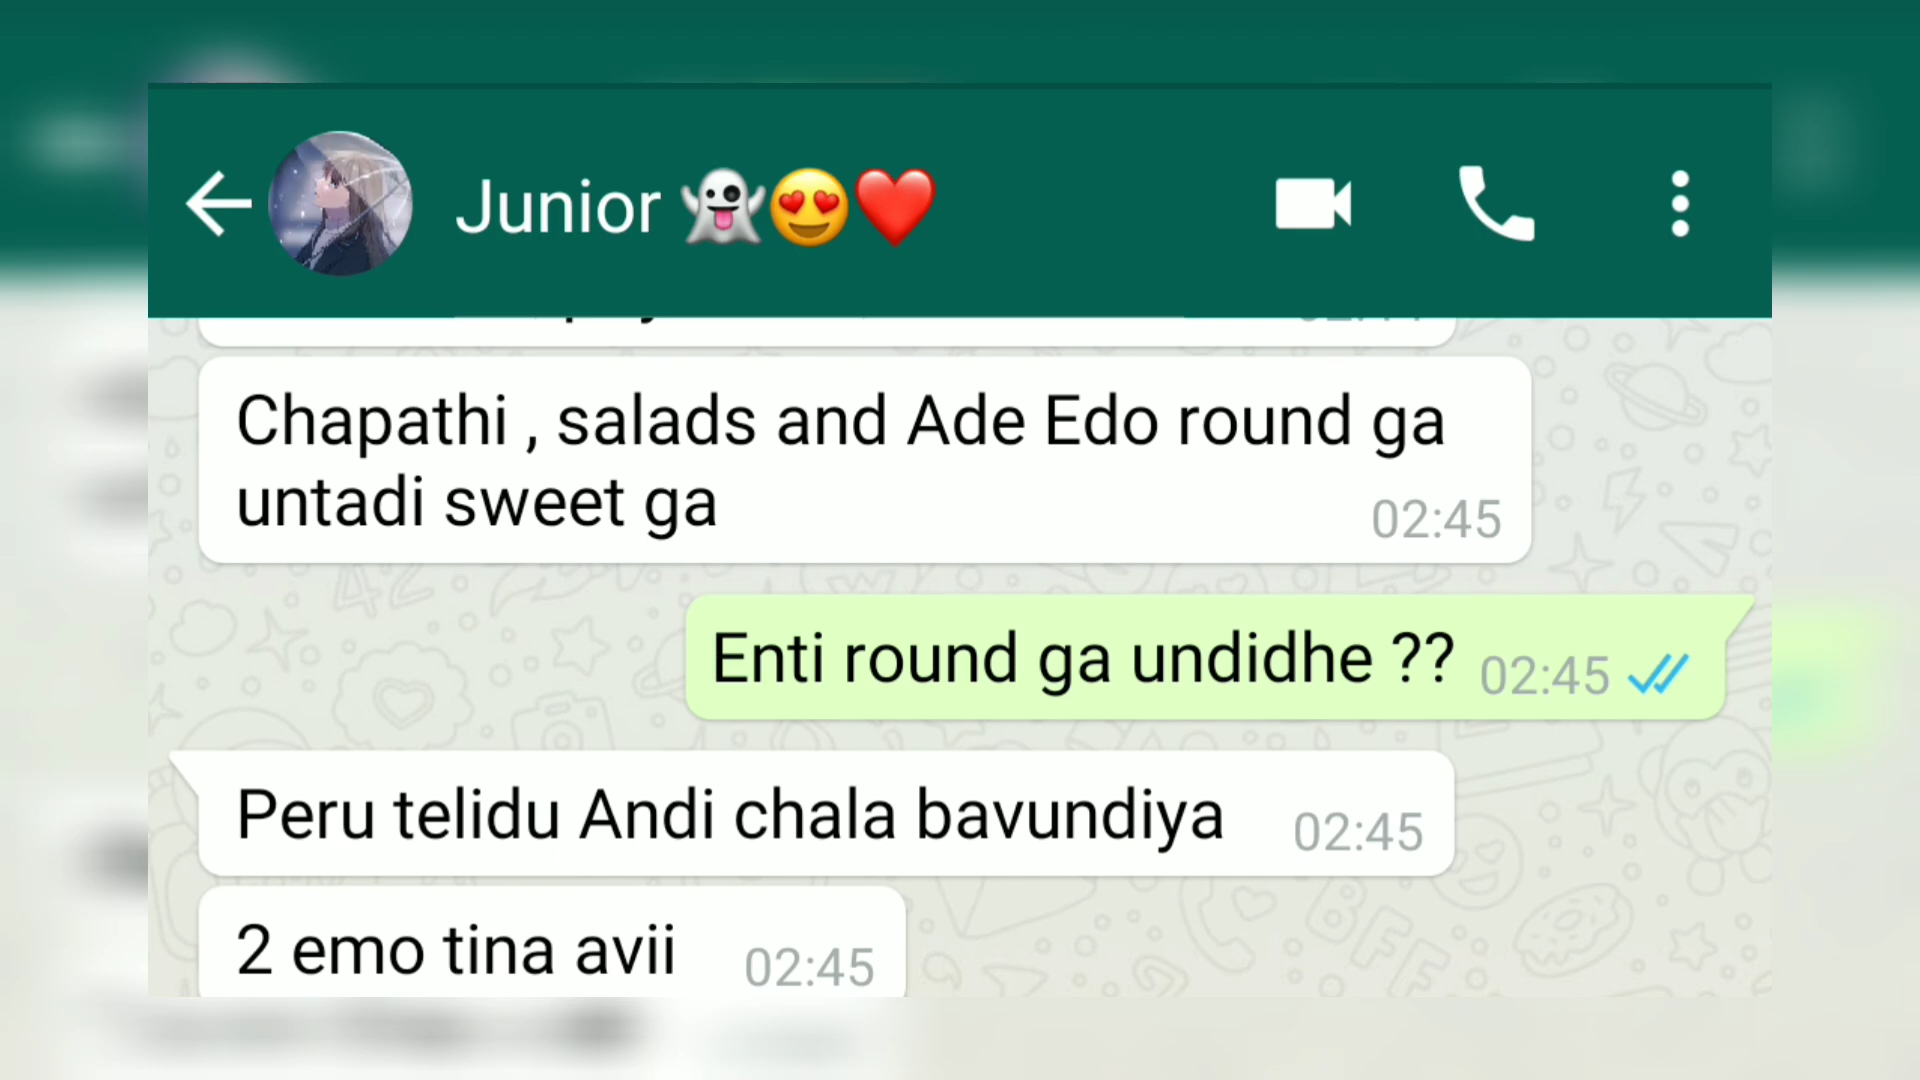 Junior 👻😍❤️
Chapathi , salads and Ade Edo round ga
untadi sweet ga
02:45
Enti round ga undidhe ?? 02:45
Peru telidu Andi chala bavundiya 02:45
2 emo tina avii 02:45